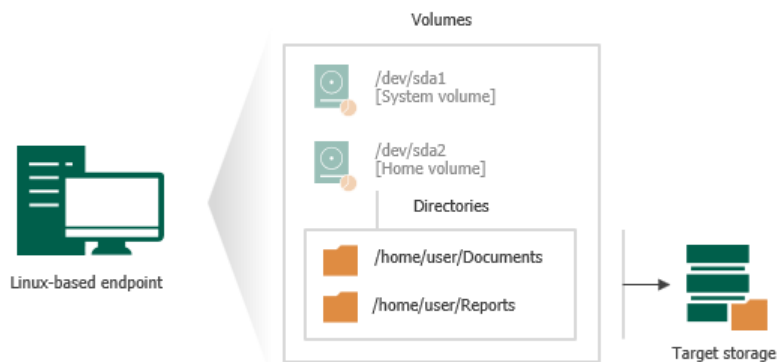 Volumes
/dev/sda1
[System volume]
/dev/sda2
[Home volume]
Directories
/home/user/Documents
/home/user/Reports
Linux-based endpoint
Target storage